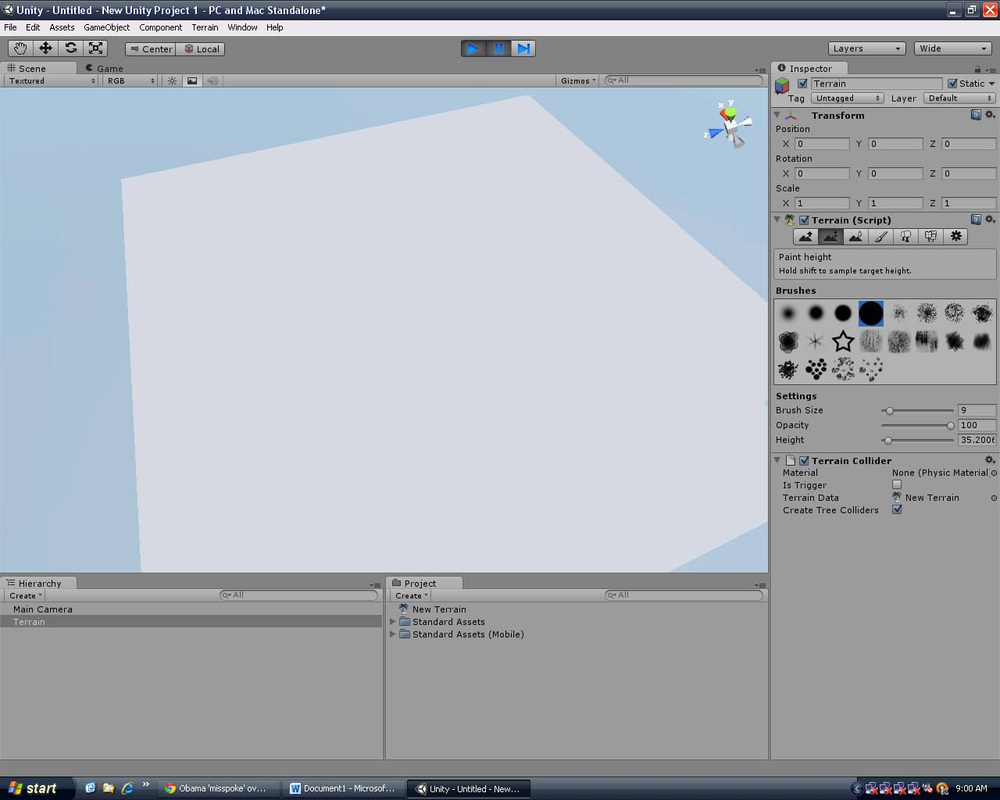 Unity - Untitled - New Unity Project 1 - PC and Mac Standalone*
File Edit Assets GameObject Component Terrain Window Help
Center Local Layers Wide
Scene Game
Textured RGB Gizmos All
x y z
Inspector
Terrain Static
Tag Untagged Layer Default
Transform
Position
X 0 Y 0 Z 0
Rotation
X 0 Y 0 Z 0
Scale
X 1 Y 1 Z 1
Terrain (Script)
Paint height
Hold shift to sample target height.
Brushes
Settings
Brush Size 9
Opacity 100
Height 35.2006
Terrain Collider
Material None (Physic Material
Is Trigger
Terrain Data New Terrain
Create Tree Colliders
Hierarchy
Create All
Main Camera
Terrain
Project
Create All
New Terrain
Standard Assets
Standard Assets (Mobile)
start Obama 'misspoke' ov... Document1 - Microsof... Unity - Untitled - New... 9:00 AM